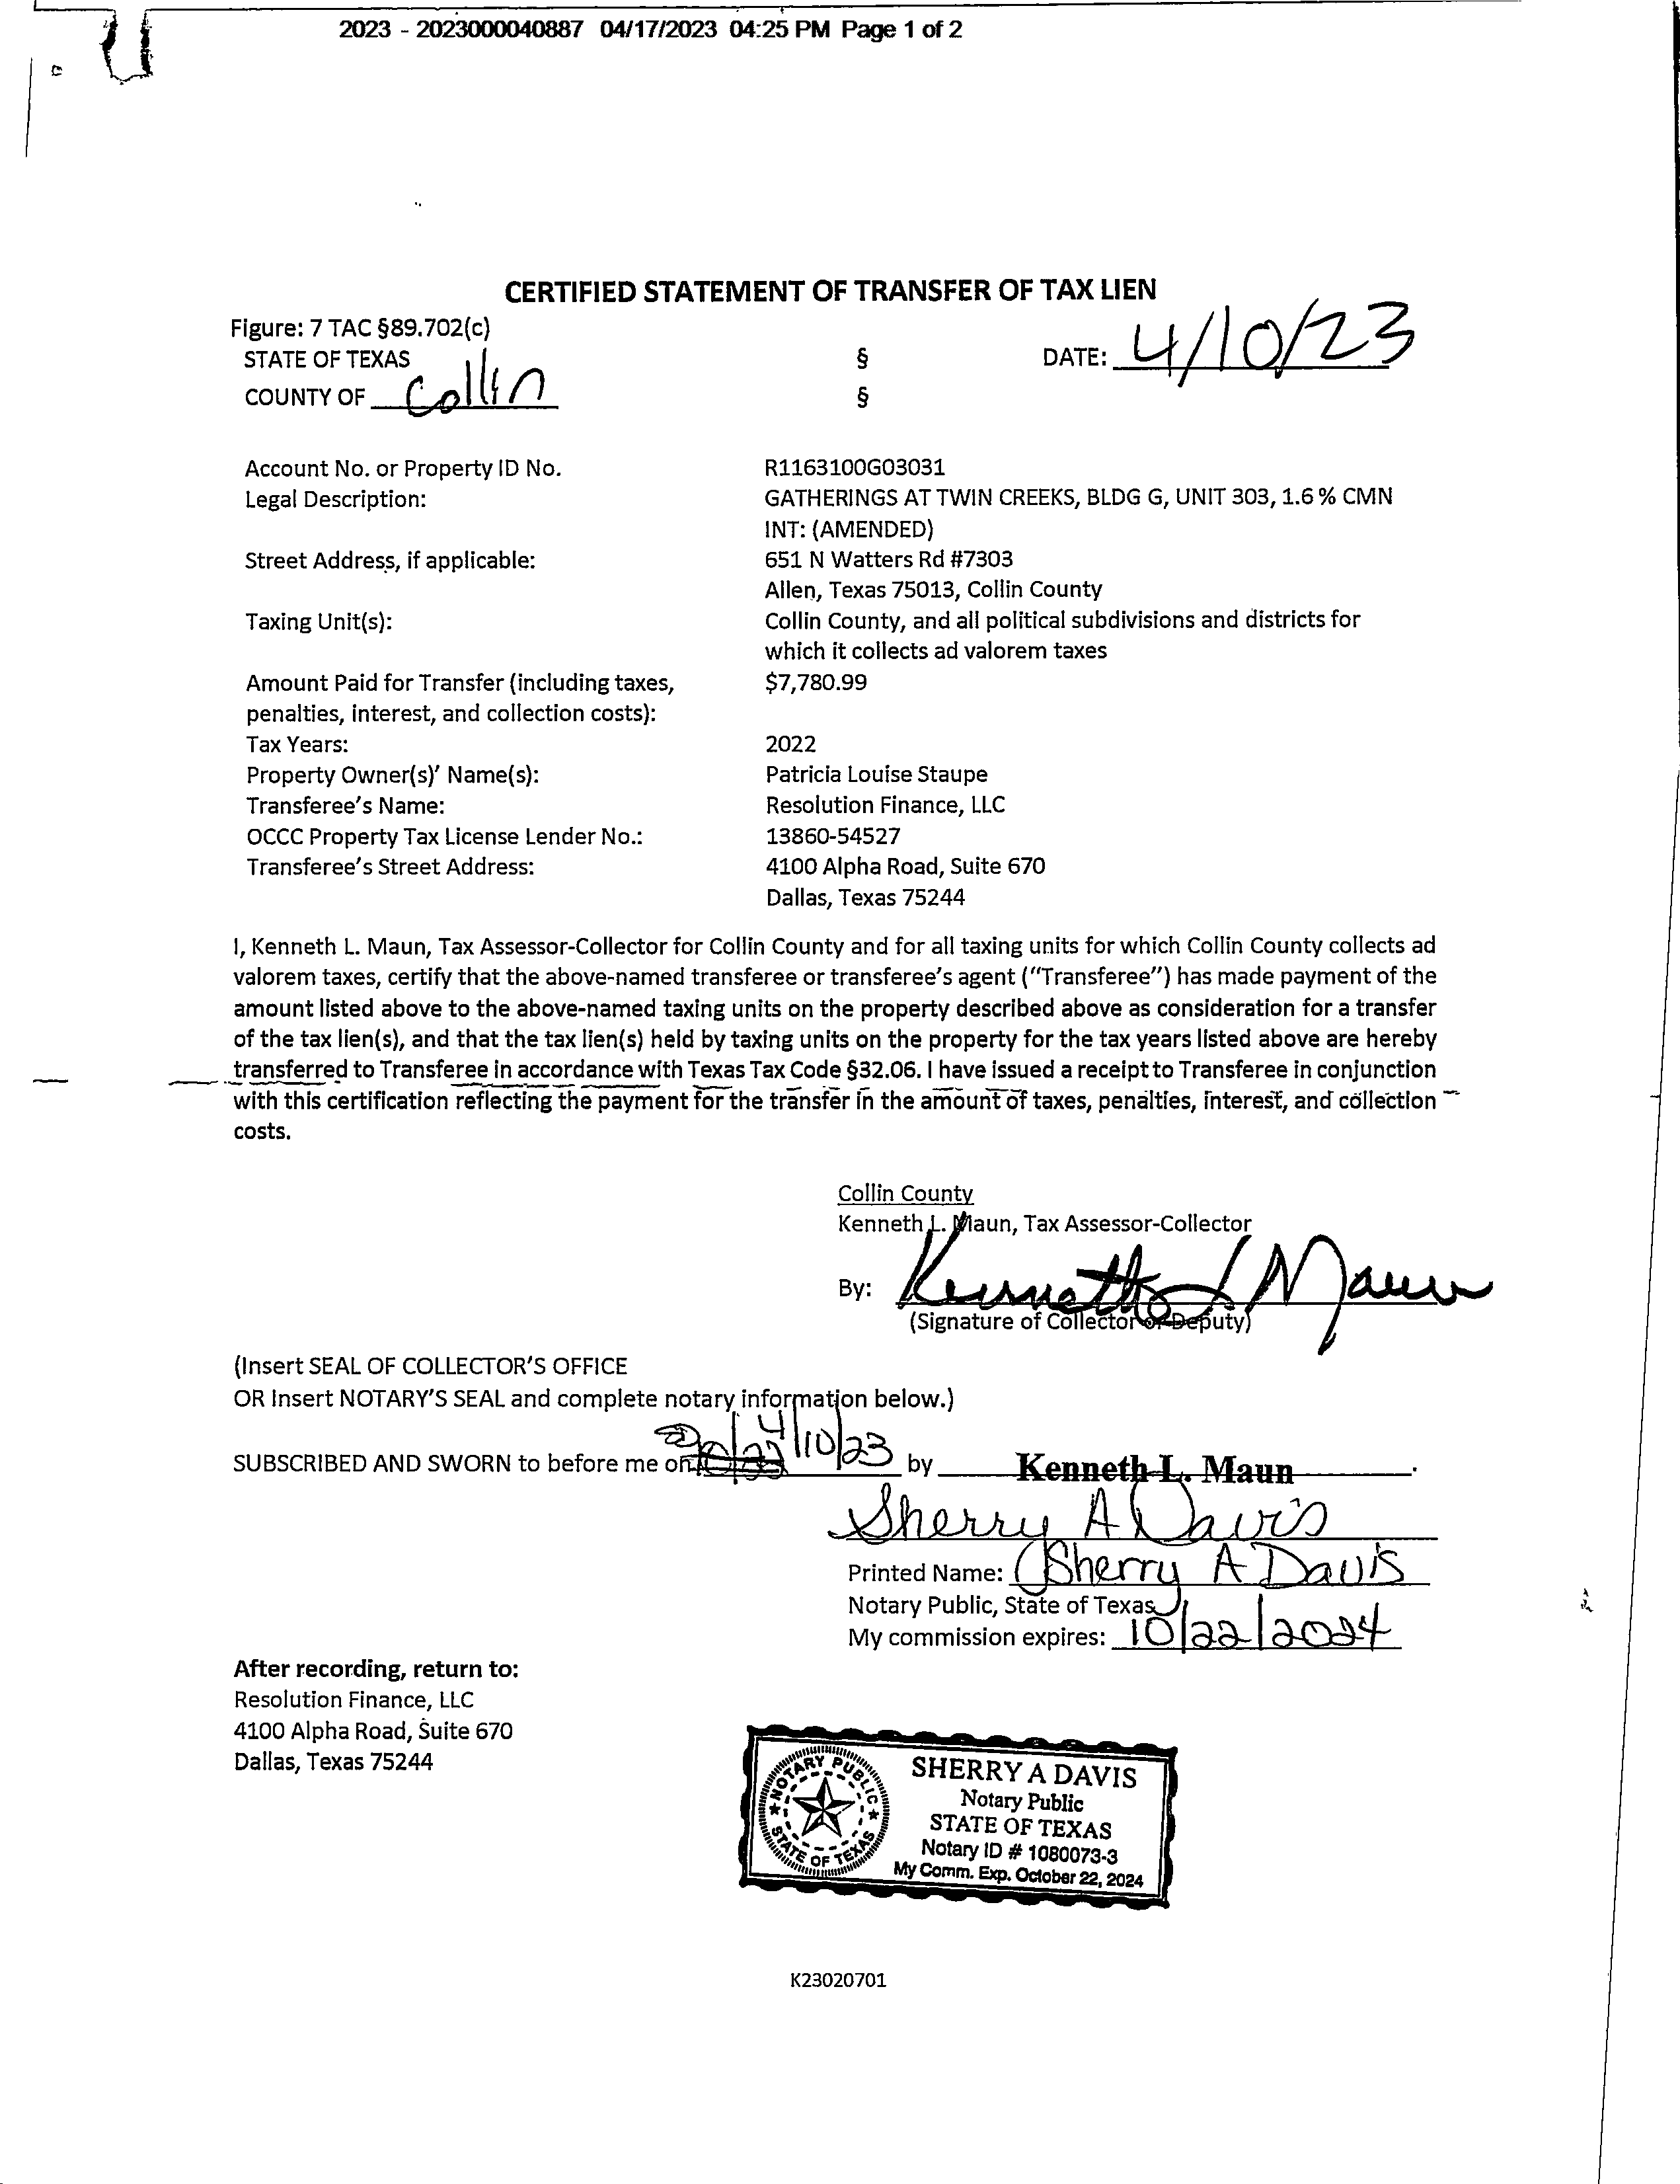 2023 - 2023000040887 04/17/2023 04:25 PM Page 1 of 2
CERTIFIED STATEMENT OF TRANSFER OF TAX LIEN
Figure: 7 TAC §89.702(c)
STATE OF TEXAS § DATE: 4/10/23
COUNTY OF Collin §
Account No. or Property ID No. R1163100G03031
Legal Description: GATHERINGS AT TWIN CREEKS, BLDG G, UNIT 303, 1.6 % CMN
INT: (AMENDED)
Street Address, if applicable: 651 N Watters Rd #7303
Allen, Texas 75013, Collin County
Taxing Unit(s): Collin County, and all political subdivisions and districts for
which it collects ad valorem taxes
Amount Paid for Transfer (including taxes, $7,780.99
penalties, interest, and collection costs):
Tax Years: 2022
Property Owner(s)' Name(s): Patricia Louise Staupe
Transferee's Name: Resolution Finance, LLC
OCCC Property Tax License Lender No.: 13860-54527
Transferee's Street Address: 4100 Alpha Road, Suite 670
Dallas, Texas 75244
I, Kenneth L. Maun, Tax Assessor-Collector for Collin County and for all taxing units for which Collin County collects ad
valorem taxes, certify that the above-named transferee or transferee's agent ("Transferee") has made payment of the
amount listed above to the above-named taxing units on the property described above as consideration for a transfer
of the tax lien(s), and that the tax lien(s) held by taxing units on the property for the tax years listed above are hereby
transferred to Transferee in accordance with Texas Tax Code §32.06. I have issued a receipt to Transferee in conjunction
with this certification reflecting the payment for the transfer in the amount of taxes, penalties, interest, and collection
costs.
Collin County
Kenneth L. Maun, Tax Assessor-Collector
By: Kenneth L Maun
(Signature of Collector or Deputy)
(Insert SEAL OF COLLECTOR'S OFFICE
OR Insert NOTARY'S SEAL and complete notary information below.)
SUBSCRIBED AND SWORN to before me on 4/10/23 by Kenneth L. Maun.
Sherry A Davis
Printed Name: Sherry A Davis
Notary Public, State of Texas
My commission expires: 10/22/2024
After recording, return to:
Resolution Finance, LLC
4100 Alpha Road, Suite 670
Dallas, Texas 75244
NOTARY PUBLIC STATE OF TEXAS
SHERRY A DAVIS
Notary Public
STATE OF TEXAS
Notary ID # 1080073-3
My Comm. Exp. October 22, 2024
K23020701